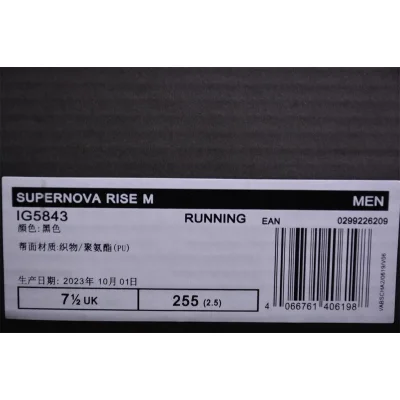 SUPERNOVA RISE M MEN
IG5843 RUNNING EAN 0299226209
颜色:黑色
帮面材质:织物/聚氨酯(PU)
生产日期: 2023年 10月 01日
7½ UK 255 (2.5)
4 066761 406198